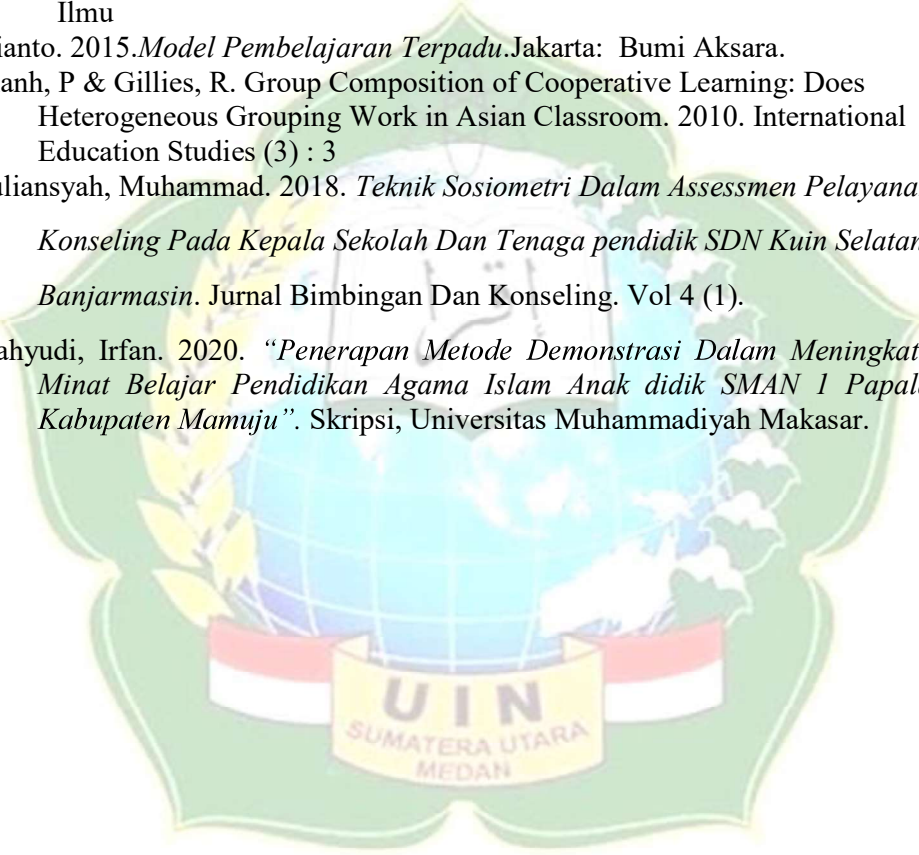 Ilmu
ianto. 2015.Model Pembelajaran Terpadu.Jakarta: Bumi Aksara.
anh, P & Gillies, R. Group Composition of Cooperative Learning: Does
Heterogeneous Grouping Work in Asian Classroom. 2010. International
Education Studies (3) : 3
uliansyah, Muhammad. 2018. Teknik Sosiometri Dalam Assessmen Pelayana
Konseling Pada Kepala Sekolah Dan Tenaga pendidik SDN Kuin Selatan
Banjarmasin. Jurnal Bimbingan Dan Konseling. Vol 4 (1).
ahyudi, Irfan. 2020. “Penerapan Metode Demonstrasi Dalam Meningkat
Minat Belajar Pendidikan Agama Islam Anak didik SMAN 1 Papala
Kabupaten Mamuju”. Skripsi, Universitas Muhammadiyah Makasar.
إقرأ
UIN
SUMATERA UTARA
MEDAN